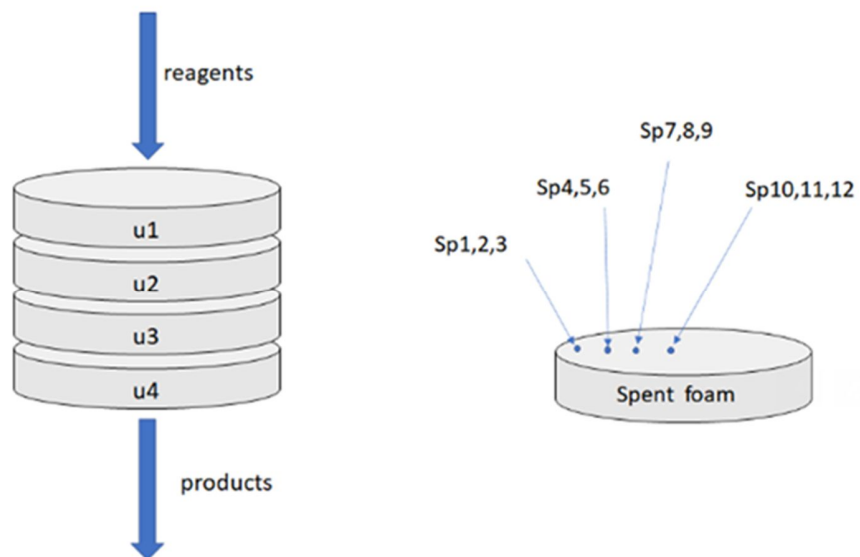 reagents
u1
u2
u3
u4
products
Sp7,8,9
Sp4,5,6
Sp10,11,12
Sp1,2,3
Spent foam